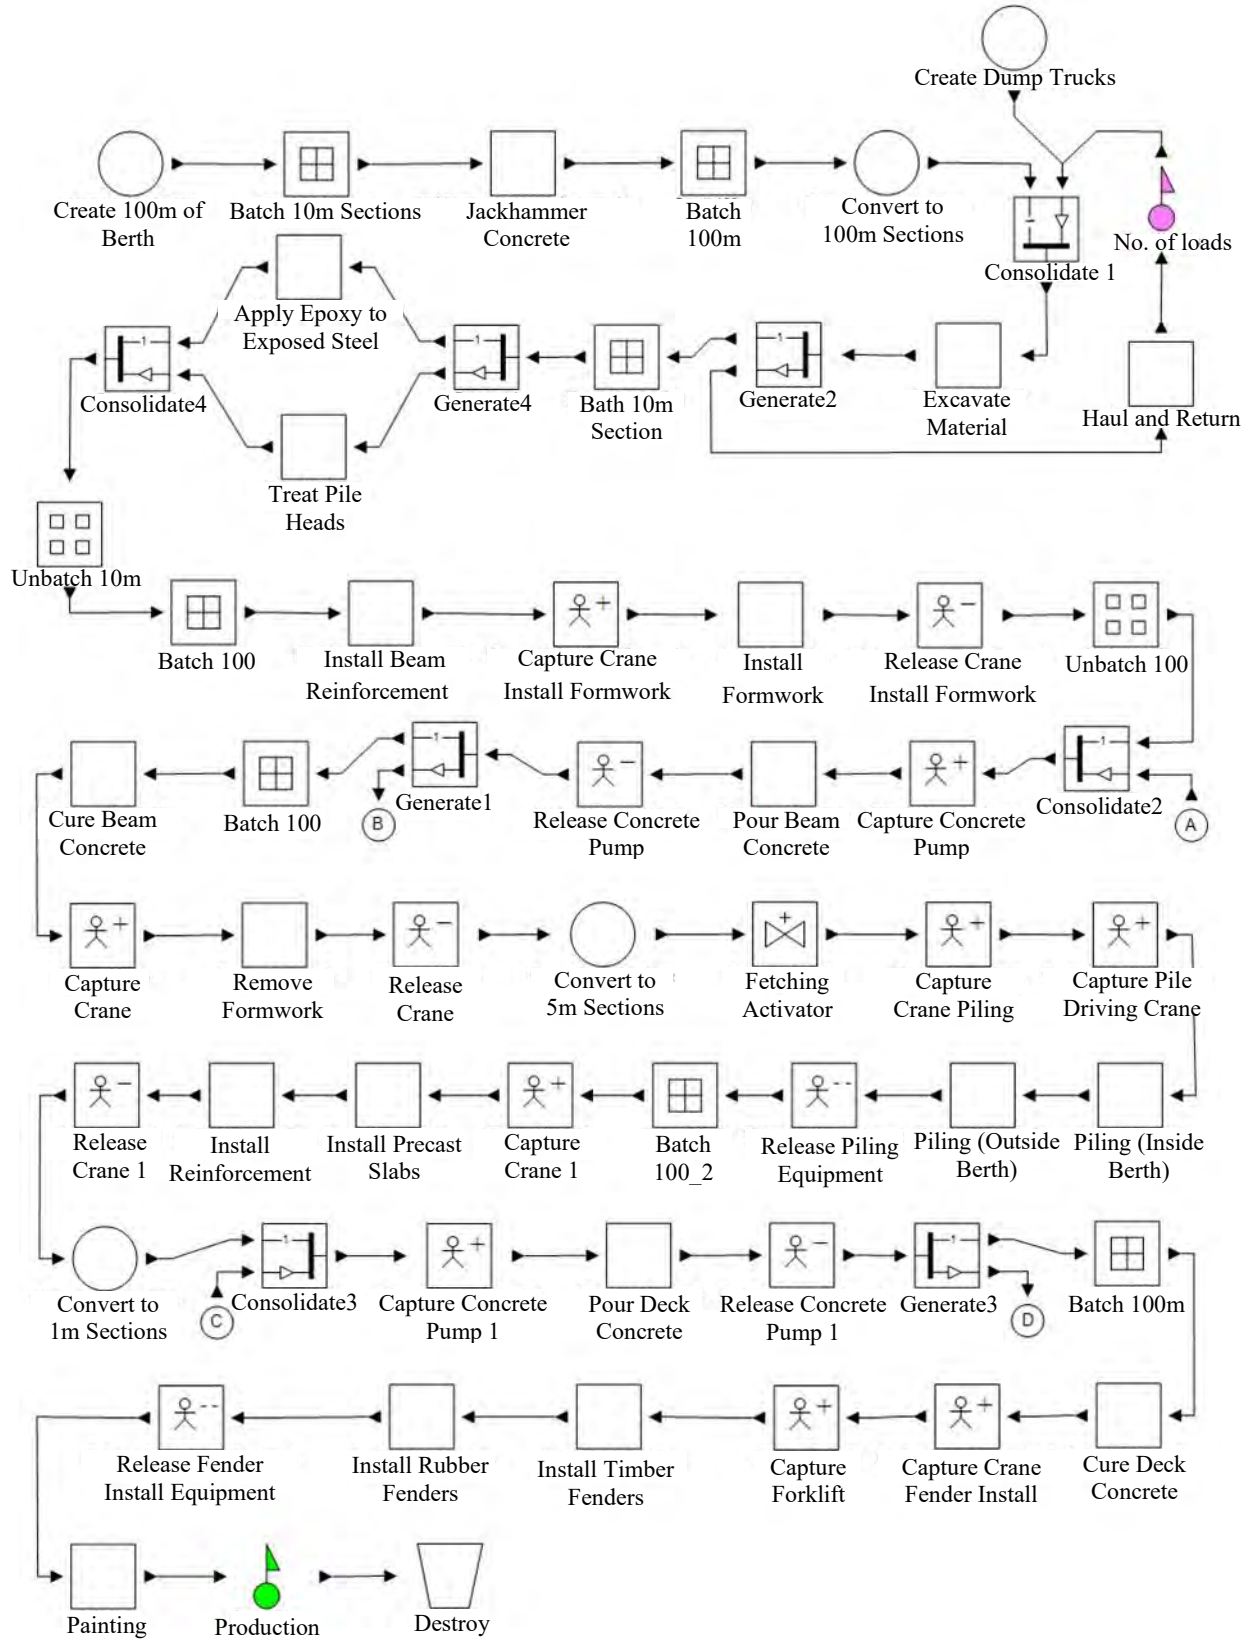 Create Dump Trucks
Create 100m of
Berth
Batch 10m Sections
Jackhammer
Concrete
Batch
100m
Convert to
100m Sections
1
Consolidate 1
No. of loads
Apply Epoxy to
Exposed Steel
1
Consolidate4
1
Generate4
Bath 10m
Section
1
Generate2
Excavate
Material
Haul and Return
Treat Pile
Heads
Unbatch 10m
Batch 100
Install Beam
Reinforcement
+
Capture Crane
Install Formwork
Install
Formwork
−
Release Crane
Install Formwork
Unbatch 100
Cure Beam
Concrete
Batch 100
B
1
Generate1
−
Release Concrete
Pump
Pour Beam
Concrete
+
Capture Concrete
Pump
1
Consolidate2
A
+
Capture
Crane
Remove
Formwork
−
Release
Crane
Convert to
5m Sections
+
Fetching
Activator
+
Capture
Crane Piling
+
Capture Pile
Driving Crane
−
Release
Crane 1
Install
Reinforcement
Install Precast
Slabs
+
Capture
Crane 1
Batch
100_2
--
Release Piling
Equipment
Piling (Outside
Berth)
Piling (Inside
Berth)
Convert to
1m Sections
C
1
Consolidate3
+
Capture Concrete
Pump 1
Pour Deck
Concrete
−
Release Concrete
Pump 1
1
Generate3
D
Batch 100m
--
Release Fender
Install Equipment
Install Rubber
Fenders
Install Timber
Fenders
+
Capture
Forklift
+
Capture Crane
Fender Install
Cure Deck
Concrete
Painting
Production
Destroy